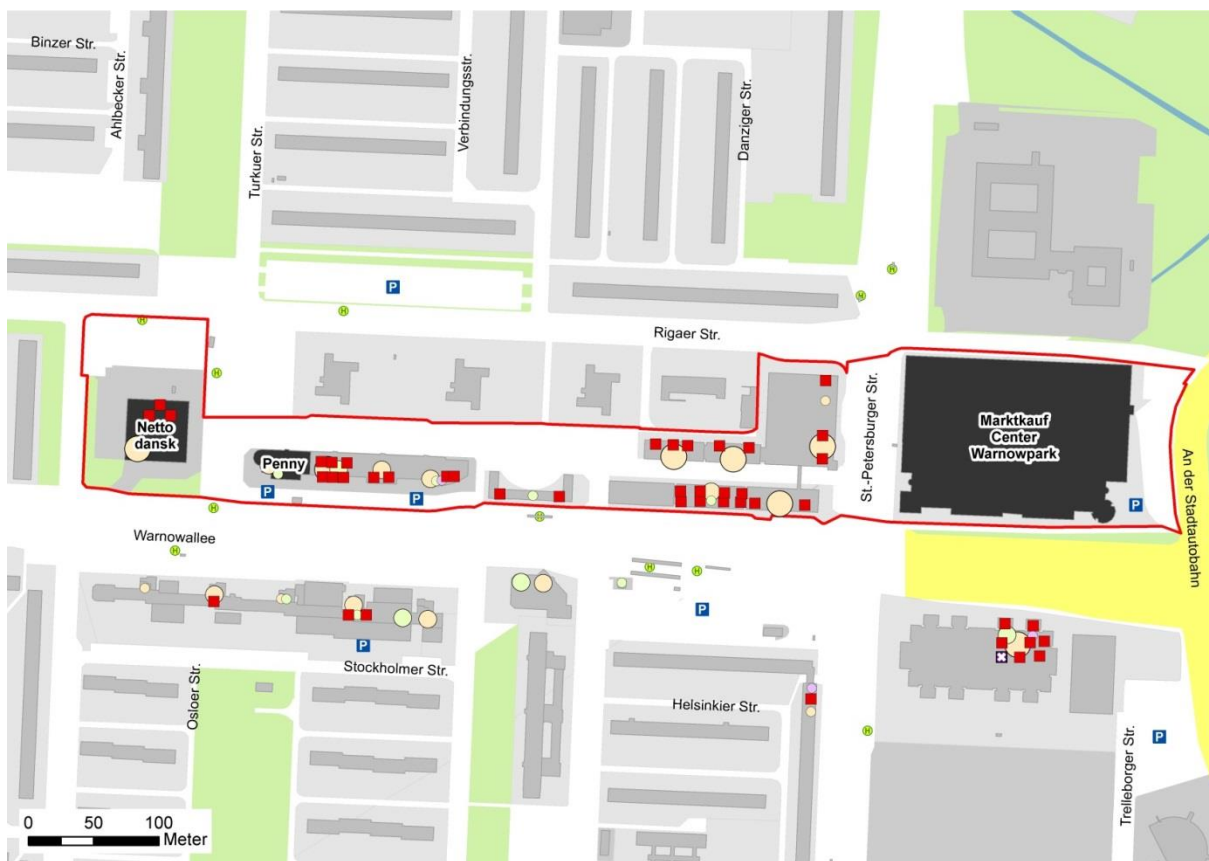 Binzer Str.
Ahlbecker Str.
Turkuer Str.
Verbindungsstr.
Danziger Str.
H
H
P
H
H
Rigaer Str.
H
St.-Petersburger Str.
An der Stadtautobahn
Netto
dansk
Marktkauf
Center
Warnowpark
Penny
P
P
P
H
H
Warnowallee
H
H
H
P
P
Stockholmer Str.
Osloer Str.
Helsinkier Str.
H
P
Trelleborger Str.
0 50 100
Meter